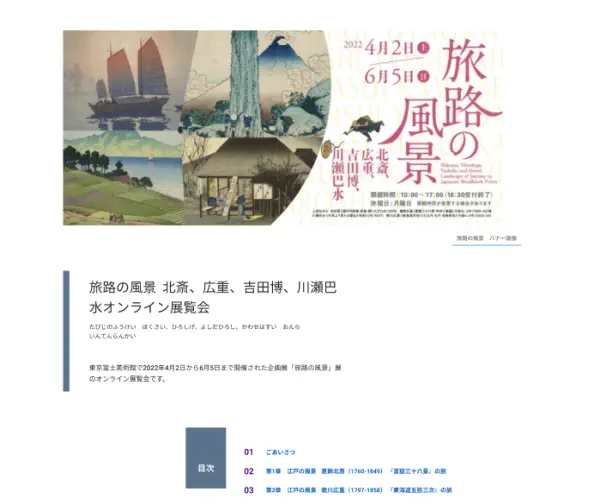 2022 4月2日 土
6月5日 日
旅路の風景
北斎、広重、吉田博、川瀬巴水
Hokusai, Hiroshige,
Yoshida, and Hasui:
Landscapes of Journey in
Japanese Woodblock Prints
開館時間：10:00 - 17:00（16:30受付終了）
休館日：月曜日
旅路の風景 バナー画像
旅路の風景 北斎、広重、吉田博、川瀬巴
水オンライン展覧会
たびじのふうけい ほくさい、ひろしげ、よしだひろし、かわせはすい おんら
いんてんらんかい
東京富士美術館で2022年4月2日から6月5日まで開催された企画展「旅路の風景」展
のオンライン展覧会です。
目次
01 ごあいさつ
02 第1章 江戸の風景 葛飾北斎（1760-1849）『冨嶽三十六景』の旅
03 第2章 江戸の風景 歌川広重（1797-1858）『東海道五拾三次』の旅